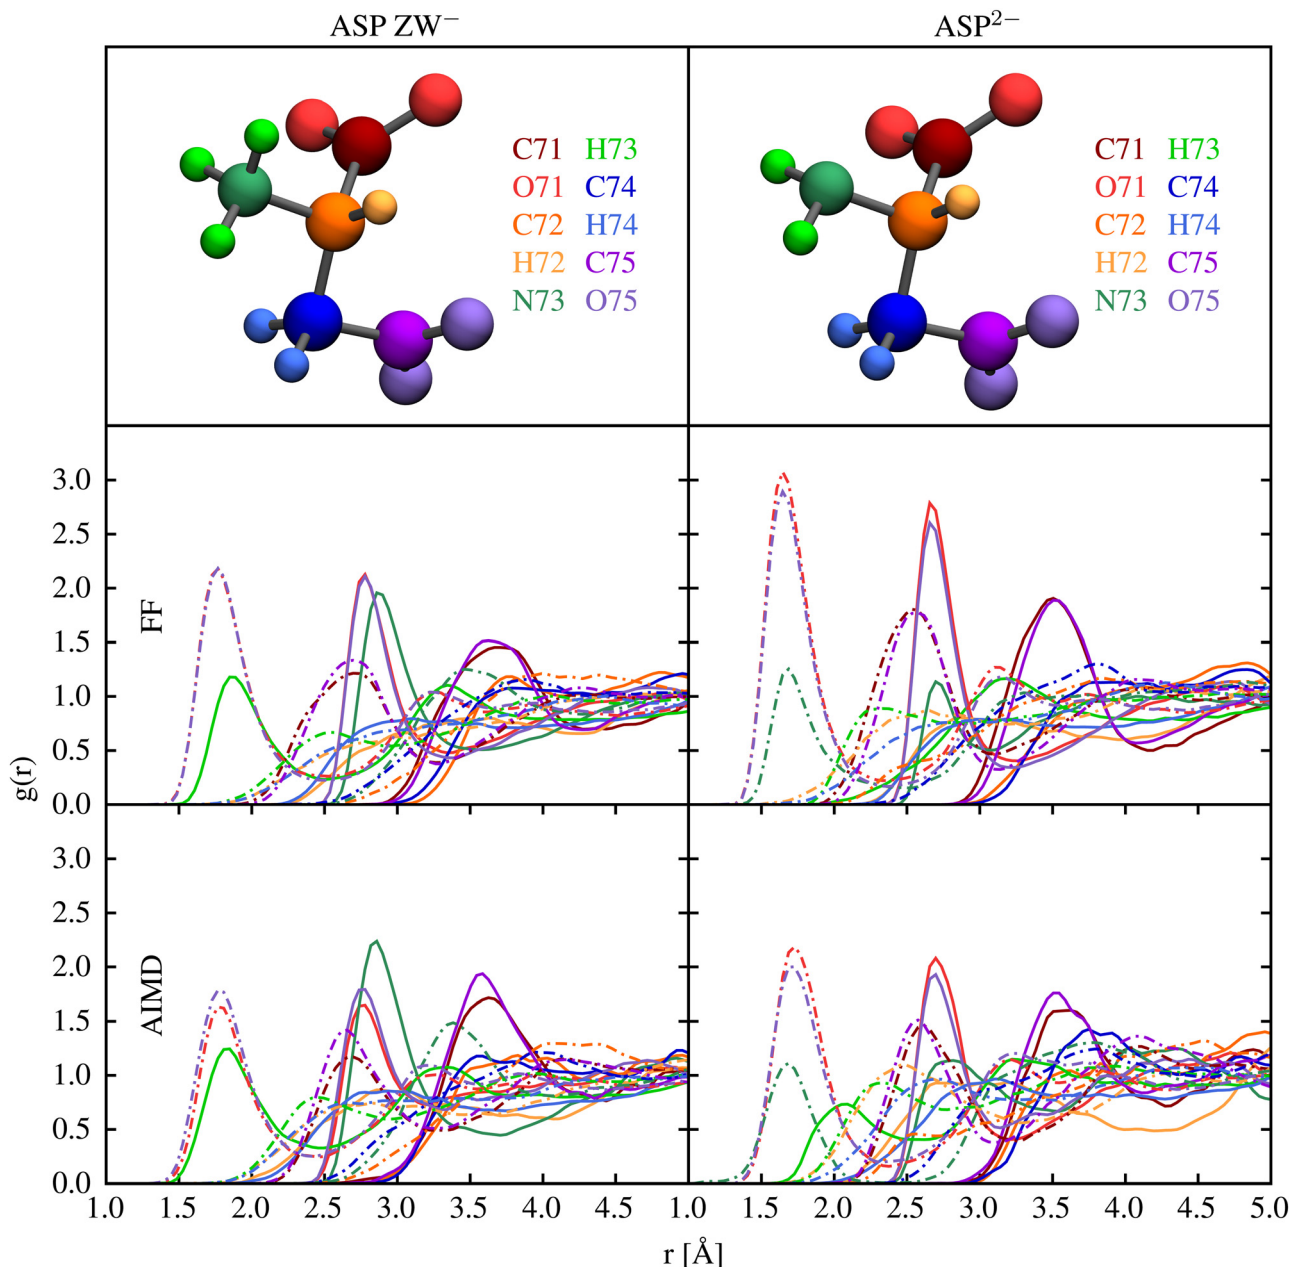 ASP ZW⁻ ASP²⁻
C71 H73 C71 H73
O71 C74 O71 C74
C72 H74 C72 H74
H72 C75 H72 C75
N73 O75 N73 O75
3.0
2.5
2.0
1.5
1.0
0.5
0.0
FF
g(r)
3.0
2.5
2.0
1.5
1.0
0.5
0.0
AIMD
1.0 1.5 2.0 2.5 3.0 3.5 4.0 4.5 1.0 1.5 2.0 2.5 3.0 3.5 4.0 4.5 5.0
r [Å]